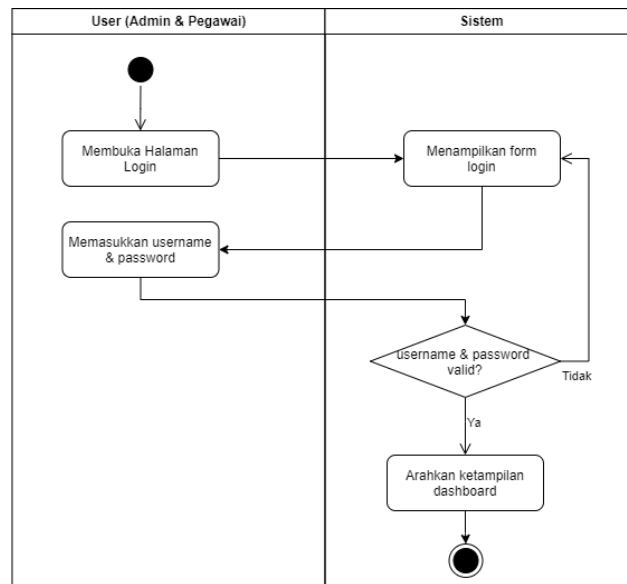 User (Admin & Pegawai)
Sistem
Membuka Halaman
Login
Menampilkan form
login
Memasukkan username
& password
username & password
valid?
Tidak
Ya
Arahkan ketampilan
dashboard